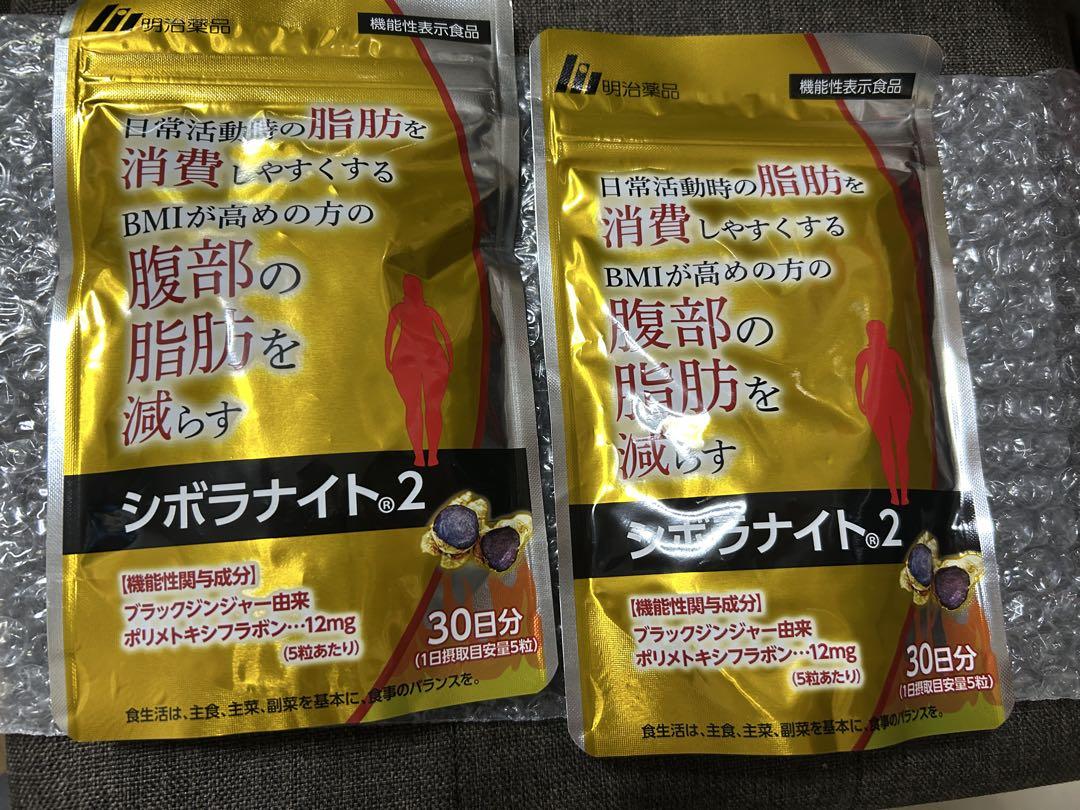 明治薬品
機能性表示食品
日常活動時の脂肪を
消費しやすくする
BMIが高めの方の
腹部の
脂肪を
減らす
シボラナイト®2
【機能性関与成分】
ブラックジンジャー由来
ポリメトキシフラボン…12mg
(5粒あたり)
30日分
(1日摂取目安量5粒)
食生活は、主食、主菜、副菜を基本に、食事のバランスを。
明治薬品
機能性表示食品
日常活動時の脂肪を
消費しやすくする
BMIが高めの方の
腹部の
脂肪を
減らす
シボラナイト®2
【機能性関与成分】
ブラックジンジャー由来
ポリメトキシフラボン…12mg
(5粒あたり)
30日分
(1日摂取目安量5粒)
食生活は、主食、主菜、副菜を基本に、食事のバランスを。